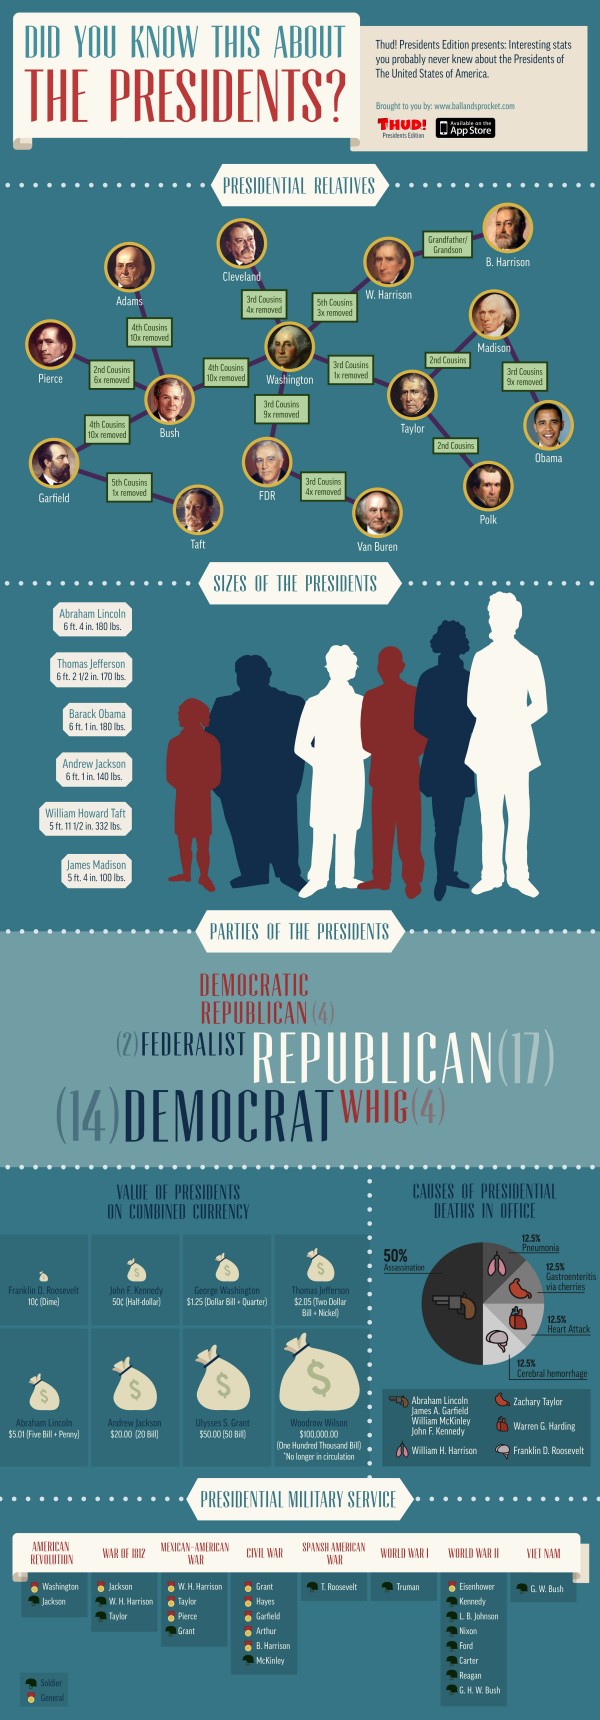 DID YOU KNOW THIS ABOUT
THE PRESIDENTS?
Thud! Presidents Edition presents: Interesting stats
you probably never knew about the Presidents of
The United States of America.
Brought to you by: www.ballandsprocket.com
THUD!
Presidents Edition
Available on the
App Store
PRESIDENTIAL RELATIVES
Grandfather/
Grandson
B. Harrison
Cleveland
W. Harrison
Adams
3rd Cousins
4x removed
5th Cousins
3x removed
4th Cousins
10x removed
Madison
2nd Cousins
Pierce
2nd Cousins
6x removed
4th Cousins
10x removed
Washington
3rd Cousins
1x removed
3rd Cousins
9x removed
Bush
3rd Cousins
9x removed
Taylor
4th Cousins
10x removed
2nd Cousins
Obama
Garfield
5th Cousins
1x removed
FDR
3rd Cousins
4x removed
Polk
Taft
Van Buren
SIZES OF THE PRESIDENTS
Abraham Lincoln
6 ft. 4 in. 180 lbs.
Thomas Jefferson
6 ft. 2 1/2 in. 170 lbs.
Barack Obama
6 ft. 1 in. 180 lbs.
Andrew Jackson
6 ft. 1 in. 140 lbs.
William Howard Taft
5 ft. 11 1/2 in. 332 lbs.
James Madison
5 ft. 4 in. 100 lbs.
PARTIES OF THE PRESIDENTS
DEMOCRATIC
REPUBLICAN (4)
(2) FEDERALIST
REPUBLICAN (17)
(14) DEMOCRAT
WHIG (4)
VALUE OF PRESIDENTS
ON COMBINED CURRENCY
Franklin D. Roosevelt
10¢ (Dime)
John F. Kennedy
50¢ (Half-dollar)
George Washington
$1.25 (Dollar Bill + Quarter)
Thomas Jefferson
$2.05 (Two Dollar
Bill + Nickel)
Abraham Lincoln
$5.01 (Five Bill + Penny)
Andrew Jackson
$20.00 (20 Bill)
Ulysses S. Grant
$50.00 (50 Bill)
Woodrow Wilson
$100,000.00
(One Hundred Thousand Bill)
*No longer in circulation
CAUSES OF PRESIDENTIAL
DEATHS IN OFFICE
50%
Assassination
12.5%
Pneumonia
12.5%
Gastroenteritis
via cherries
12.5%
Heart Attack
12.5%
Cerebral hemorrhage
Abraham Lincoln
James A. Garfield
William McKinley
John F. Kennedy
William H. Harrison
Zachary Taylor
Warren G. Harding
Franklin D. Roosevelt
PRESIDENTIAL MILITARY SERVICE
AMERICAN
REVOLUTION
Washington
Jackson
WAR OF 1812
Jackson
W. H. Harrison
Taylor
MEXICAN-AMERICAN
WAR
W. H. Harrison
Taylor
Pierce
Grant
CIVIL WAR
Grant
Hayes
Garfield
Arthur
B. Harrison
McKinley
SPANSH AMERICAN
WAR
T. Roosevelt
WORLD WAR I
Truman
WORLD WAR II
Eisenhower
Kennedy
L. B. Johnson
Nixon
Ford
Carter
Reagan
G. H. W. Bush
VIET NAM
G. W. Bush
Soldier
General